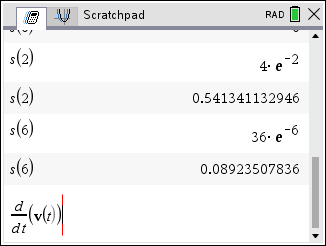 Scratchpad RAD
s(2) 4·e⁻²
s(2) 0.541341132946
s(6) 36·e⁻⁶
s(6) 0.08923507836
d/dt(v(t))